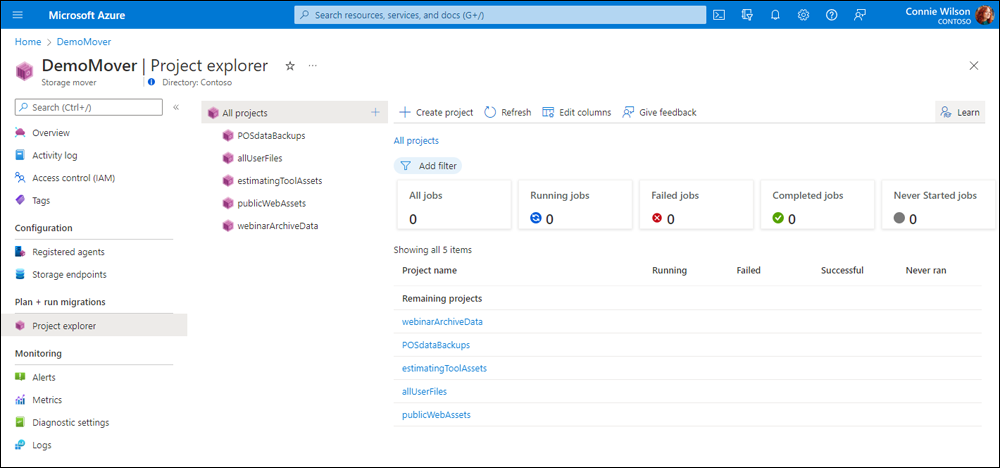 Microsoft Azure
Search resources, services, and docs (G+/)
Connie Wilson
CONTOSO
Home > DemoMover
DemoMover | Project explorer
Storage mover
Directory: Contoso
Search (Ctrl+/)
Overview
Activity log
Access control (IAM)
Tags
Configuration
Registered agents
Storage endpoints
Plan + run migrations
Project explorer
Monitoring
Alerts
Metrics
Diagnostic settings
Logs
All projects
POSdataBackups
allUserFiles
estimatingToolAssets
publicWebAssets
webinarArchiveData
Create project Refresh Edit columns Give feedback Learn
All projects
Add filter
All jobs Running jobs Failed jobs Completed jobs Never Started jobs
0 0 0 0 0
Showing all 5 items
Project name Running Failed Successful Never ran
Remaining projects
webinarArchiveData
POSdataBackups
estimatingToolAssets
allUserFiles
publicWebAssets